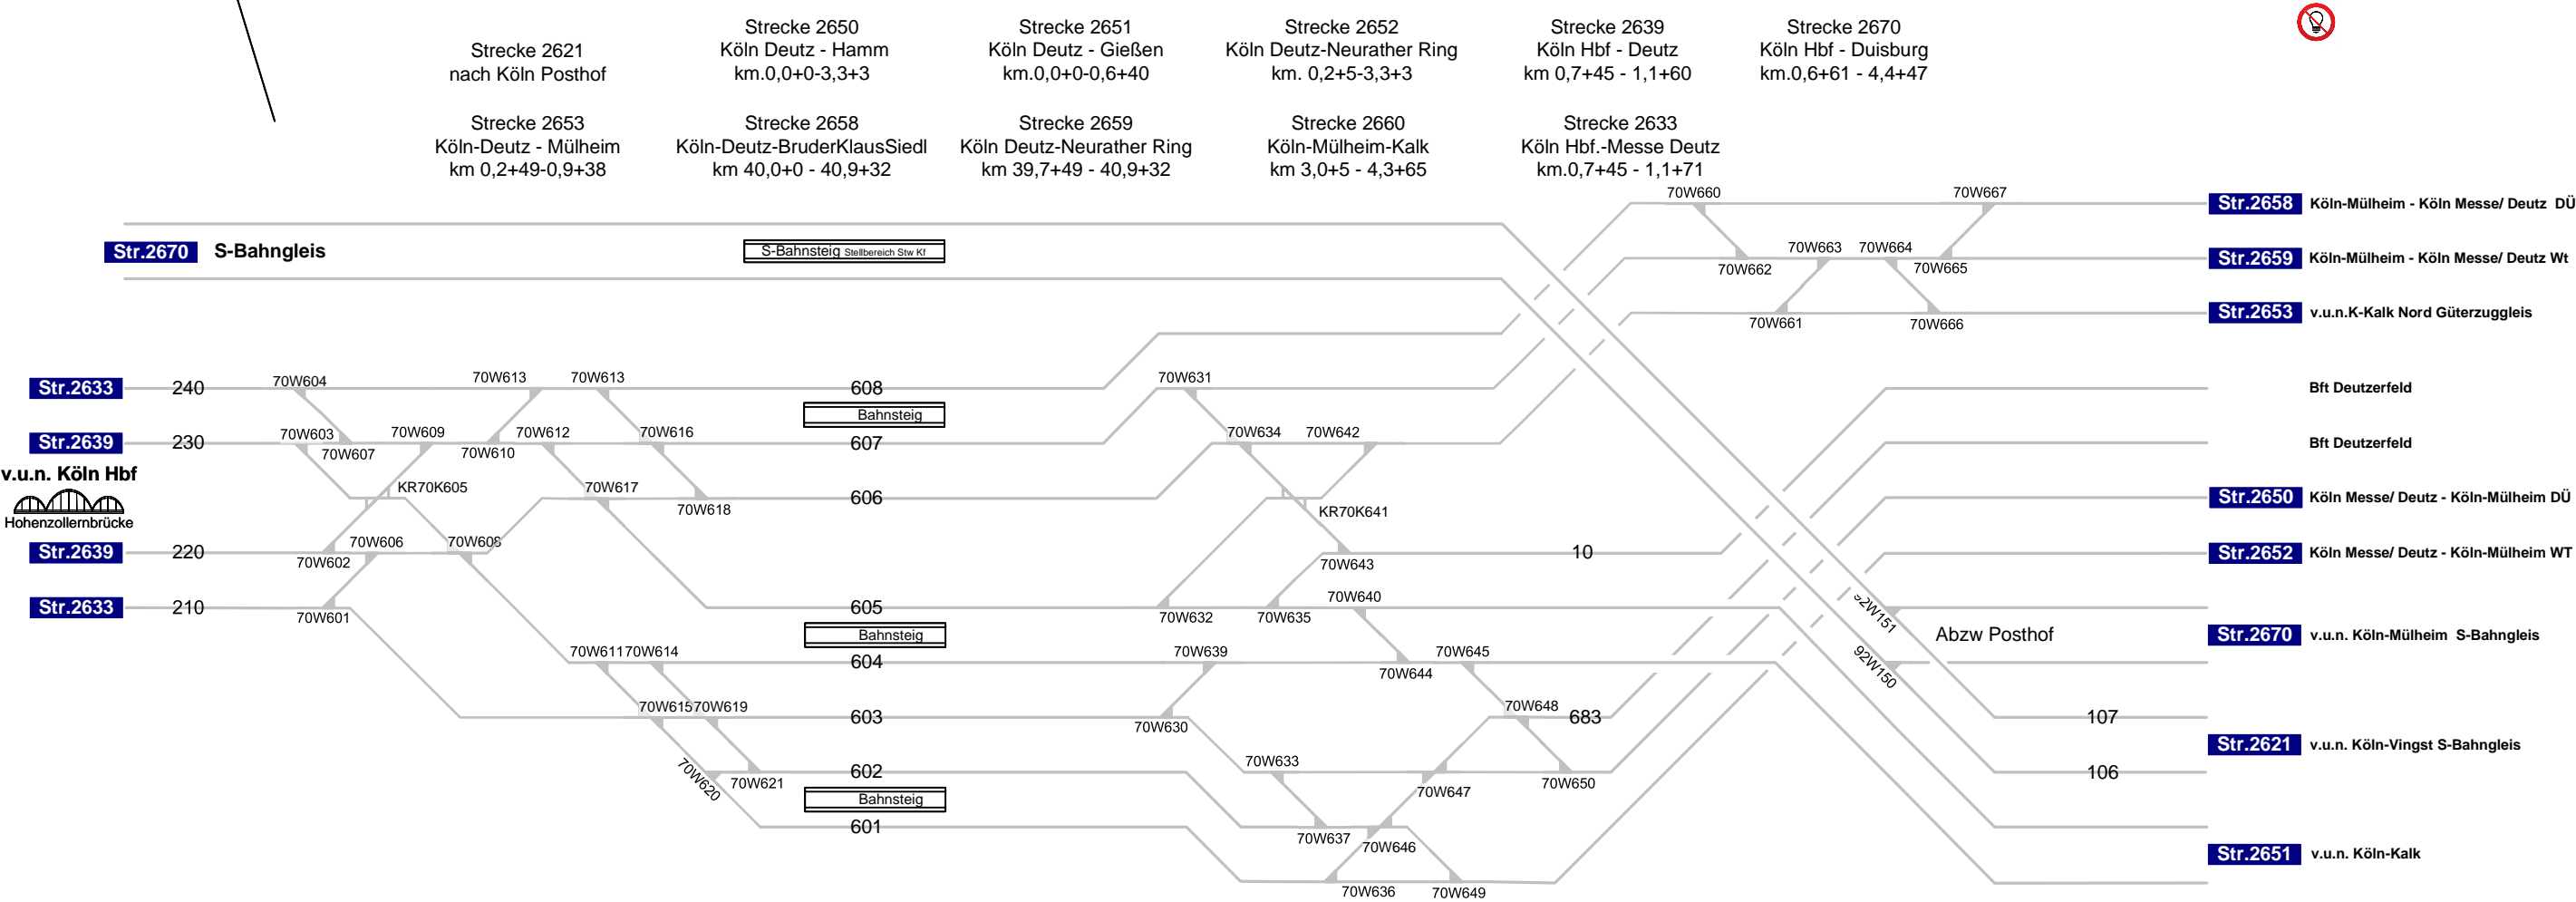 Strecke 2621
nach Köln Posthof
Strecke 2650
Köln Deutz - Hamm
km.0,0+0-3,3+3
Strecke 2651
Köln Deutz - Gießen
km.0,0+0-0,6+40
Strecke 2652
Köln Deutz-Neurather Ring
km. 0,2+5-3,3+3
Strecke 2639
Köln Hbf - Deutz
km 0,7+45 - 1,1+60
Strecke 2670
Köln Hbf - Duisburg
km.0,6+61 - 4,4+47
Strecke 2653
Köln-Deutz - Mülheim
km 0,2+49-0,9+38
Strecke 2658
Köln-Deutz-BruderKlausSiedl
km 40,0+0 - 40,9+32
Strecke 2659
Köln Deutz-Neurather Ring
km 39,7+49 - 40,9+32
Strecke 2660
Köln-Mülheim-Kalk
km 3,0+5 - 4,3+65
Strecke 2633
Köln Hbf.-Messe Deutz
km.0,7+45 - 1,1+71
70W660
70W667
Str.2658 Köln-Mülheim - Köln Messe/ Deutz DÜ
Str.2670 S-Bahngleis
S-Bahnsteig Stellbereich Stw Kf
70W663
70W664
70W662
70W665
Str.2659 Köln-Mülheim - Köln Messe/ Deutz Wt
70W661
70W666
Str.2653 v.u.n.K-Kalk Nord Güterzuggleis
Str.2633
240
70W604
70W613
70W613
608
70W631
Bft Deutzerfeld
Bahnsteig
Str.2639
230
70W603
70W607
70W609
70W610
70W612
70W616
607
70W634
70W642
Bft Deutzerfeld
v.u.n. Köln Hbf
Hohenzollernbrücke
KR70K605
70W617
70W618
606
KR70K641
Str.2650 Köln Messe/ Deutz - Köln-Mülheim DÜ
Str.2639
220
70W602
70W606
70W608
70W643
10
Str.2652 Köln Messe/ Deutz - Köln-Mülheim WT
Str.2633
210
70W601
605
70W632
70W635
70W640
92W151
Bahnsteig
Abzw Posthof
Str.2670 v.u.n. Köln-Mülheim S-Bahngleis
70W611
70W614
604
70W639
70W644
70W645
92W150
70W615
70W619
603
70W630
70W648
683
107
Str.2621 v.u.n. Köln-Vingst S-Bahngleis
70W620
70W621
602
70W633
70W647
70W650
106
Bahnsteig
601
70W637
70W646
Str.2651 v.u.n. Köln-Kalk
70W636
70W649